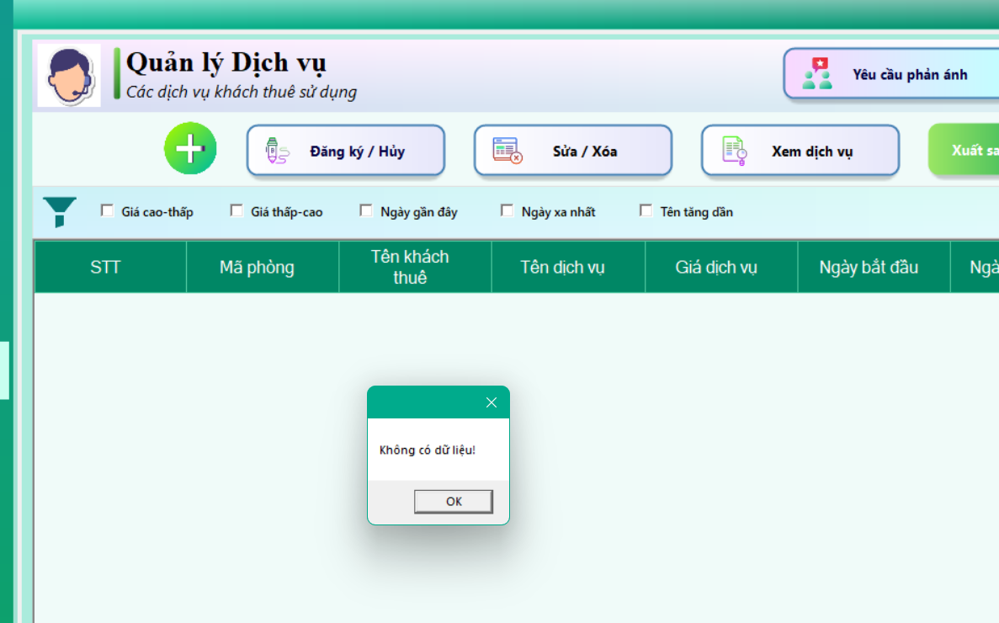 Quản lý Dịch vụ
Các dịch vụ khách thuê sử dụng
Yêu cầu phản ánh
Đăng ký / Hủy
Sửa / Xóa
Xem dịch vụ
Xuất
Giá cao-thấp
Giá thấp-cao
Ngày gần đây
Ngày xa nhất
Tên tăng dần
STT
Mã phòng
Tên khách
thuê
Tên dịch vụ
Giá dịch vụ
Ngày bắt đầu
Không có dữ liệu!
OK